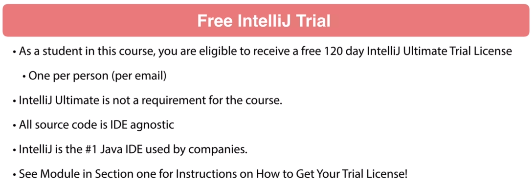 Free IntelliJ Trial
• As a student in this course, you are eligible to receive a free 120 day IntelliJ Ultimate Trial License
• One per person (per email)
• IntelliJ Ultimate is not a requirement for the course.
• All source code is IDE agnostic
• IntelliJ is the #1 Java IDE used by companies.
• See Module in Section one for Instructions on How to Get Your Trial License!